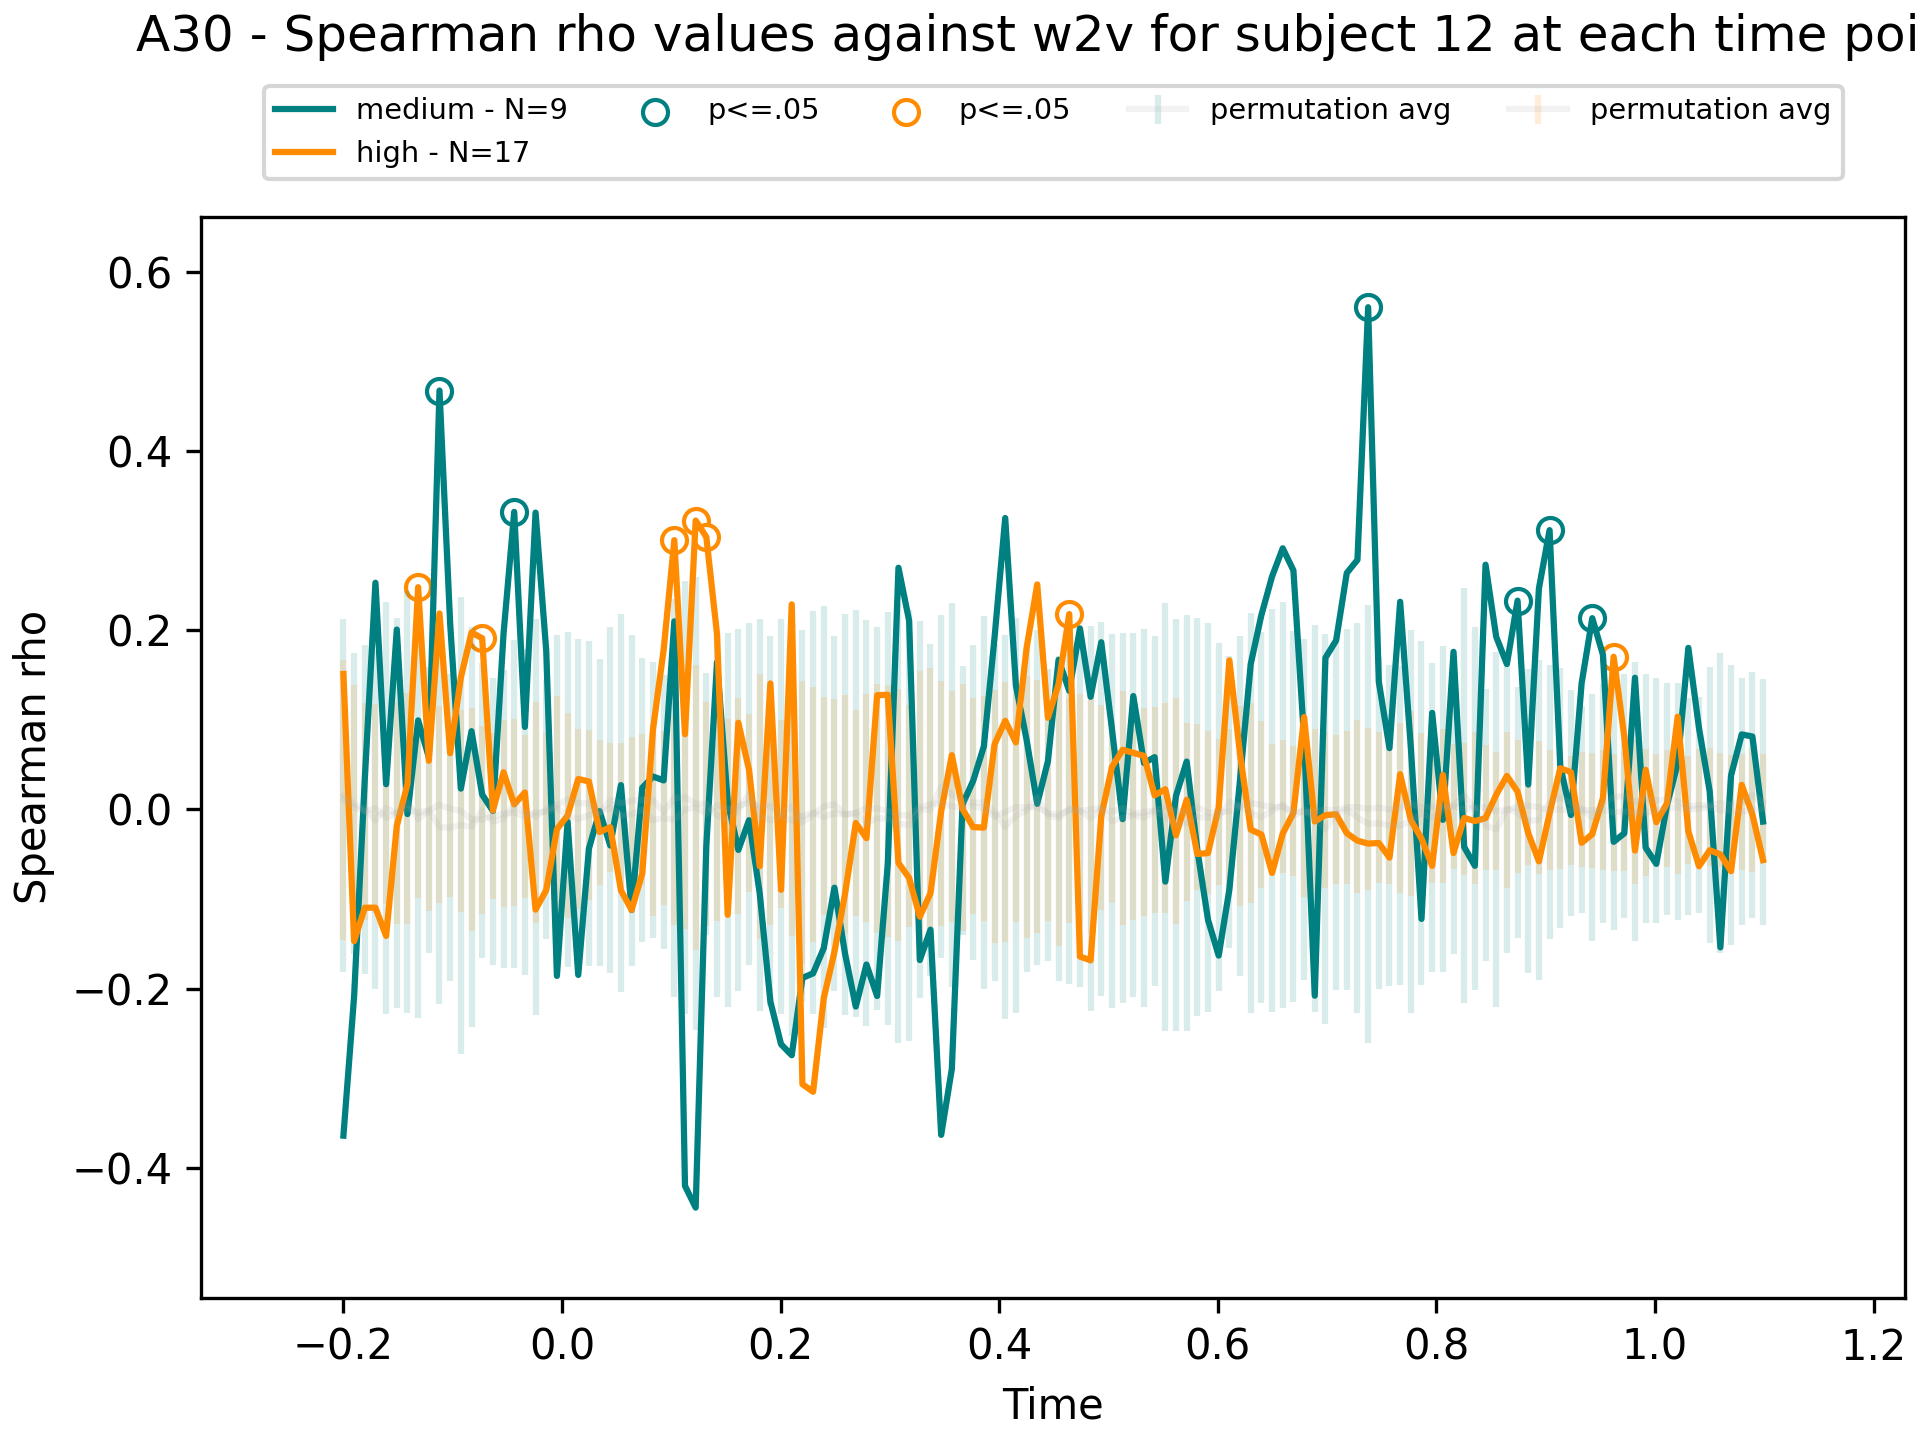 A30 - Spearman rho values against w2v for subject 12 at each time poi
medium - N=9 p<=.05 p<=.05 permutation avg permutation avg
high - N=17
Spearman rho
0.6
0.4
0.2
0.0
−0.2
−0.4
−0.2 0.0 0.2 0.4 0.6 0.8 1.0 1.2
Time